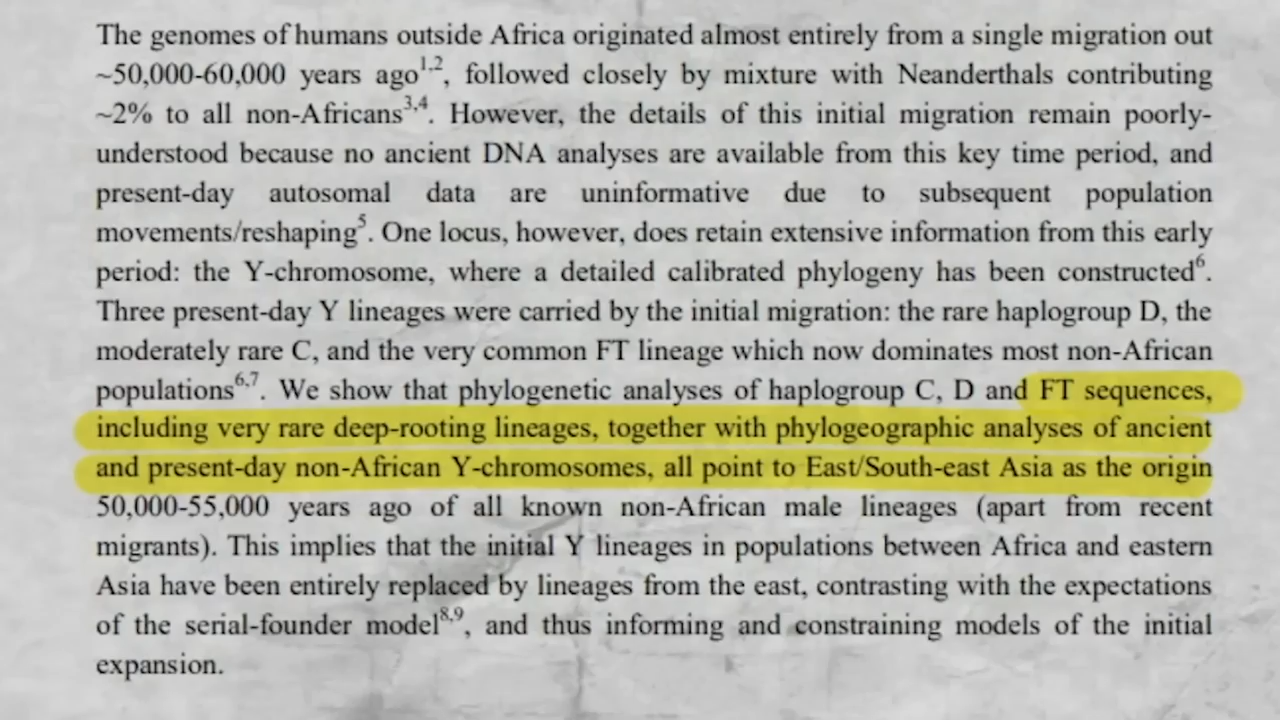 The genomes of humans outside Africa originated almost entirely from a single migration out
~50,000-60,000 years ago1,2, followed closely by mixture with Neanderthals contributing
~2% to all non-Africans3,4. However, the details of this initial migration remain poorly-
understood because no ancient DNA analyses are available from this key time period, and
present-day autosomal data are uninformative due to subsequent population
movements/reshaping5. One locus, however, does retain extensive information from this early
period: the Y-chromosome, where a detailed calibrated phylogeny has been constructed6.
Three present-day Y lineages were carried by the initial migration: the rare haplogroup D, the
moderately rare C, and the very common FT lineage which now dominates most non-African
populations6,7. We show that phylogenetic analyses of haplogroup C, D and FT sequences,
including very rare deep-rooting lineages, together with phylogeographic analyses of ancient
and present-day non-African Y-chromosomes, all point to East/South-east Asia as the origin
50,000-55,000 years ago of all known non-African male lineages (apart from recent
migrants). This implies that the initial Y lineages in populations between Africa and eastern
Asia have been entirely replaced by lineages from the east, contrasting with the expectations
of the serial-founder model8,9, and thus informing and constraining models of the initial
expansion.